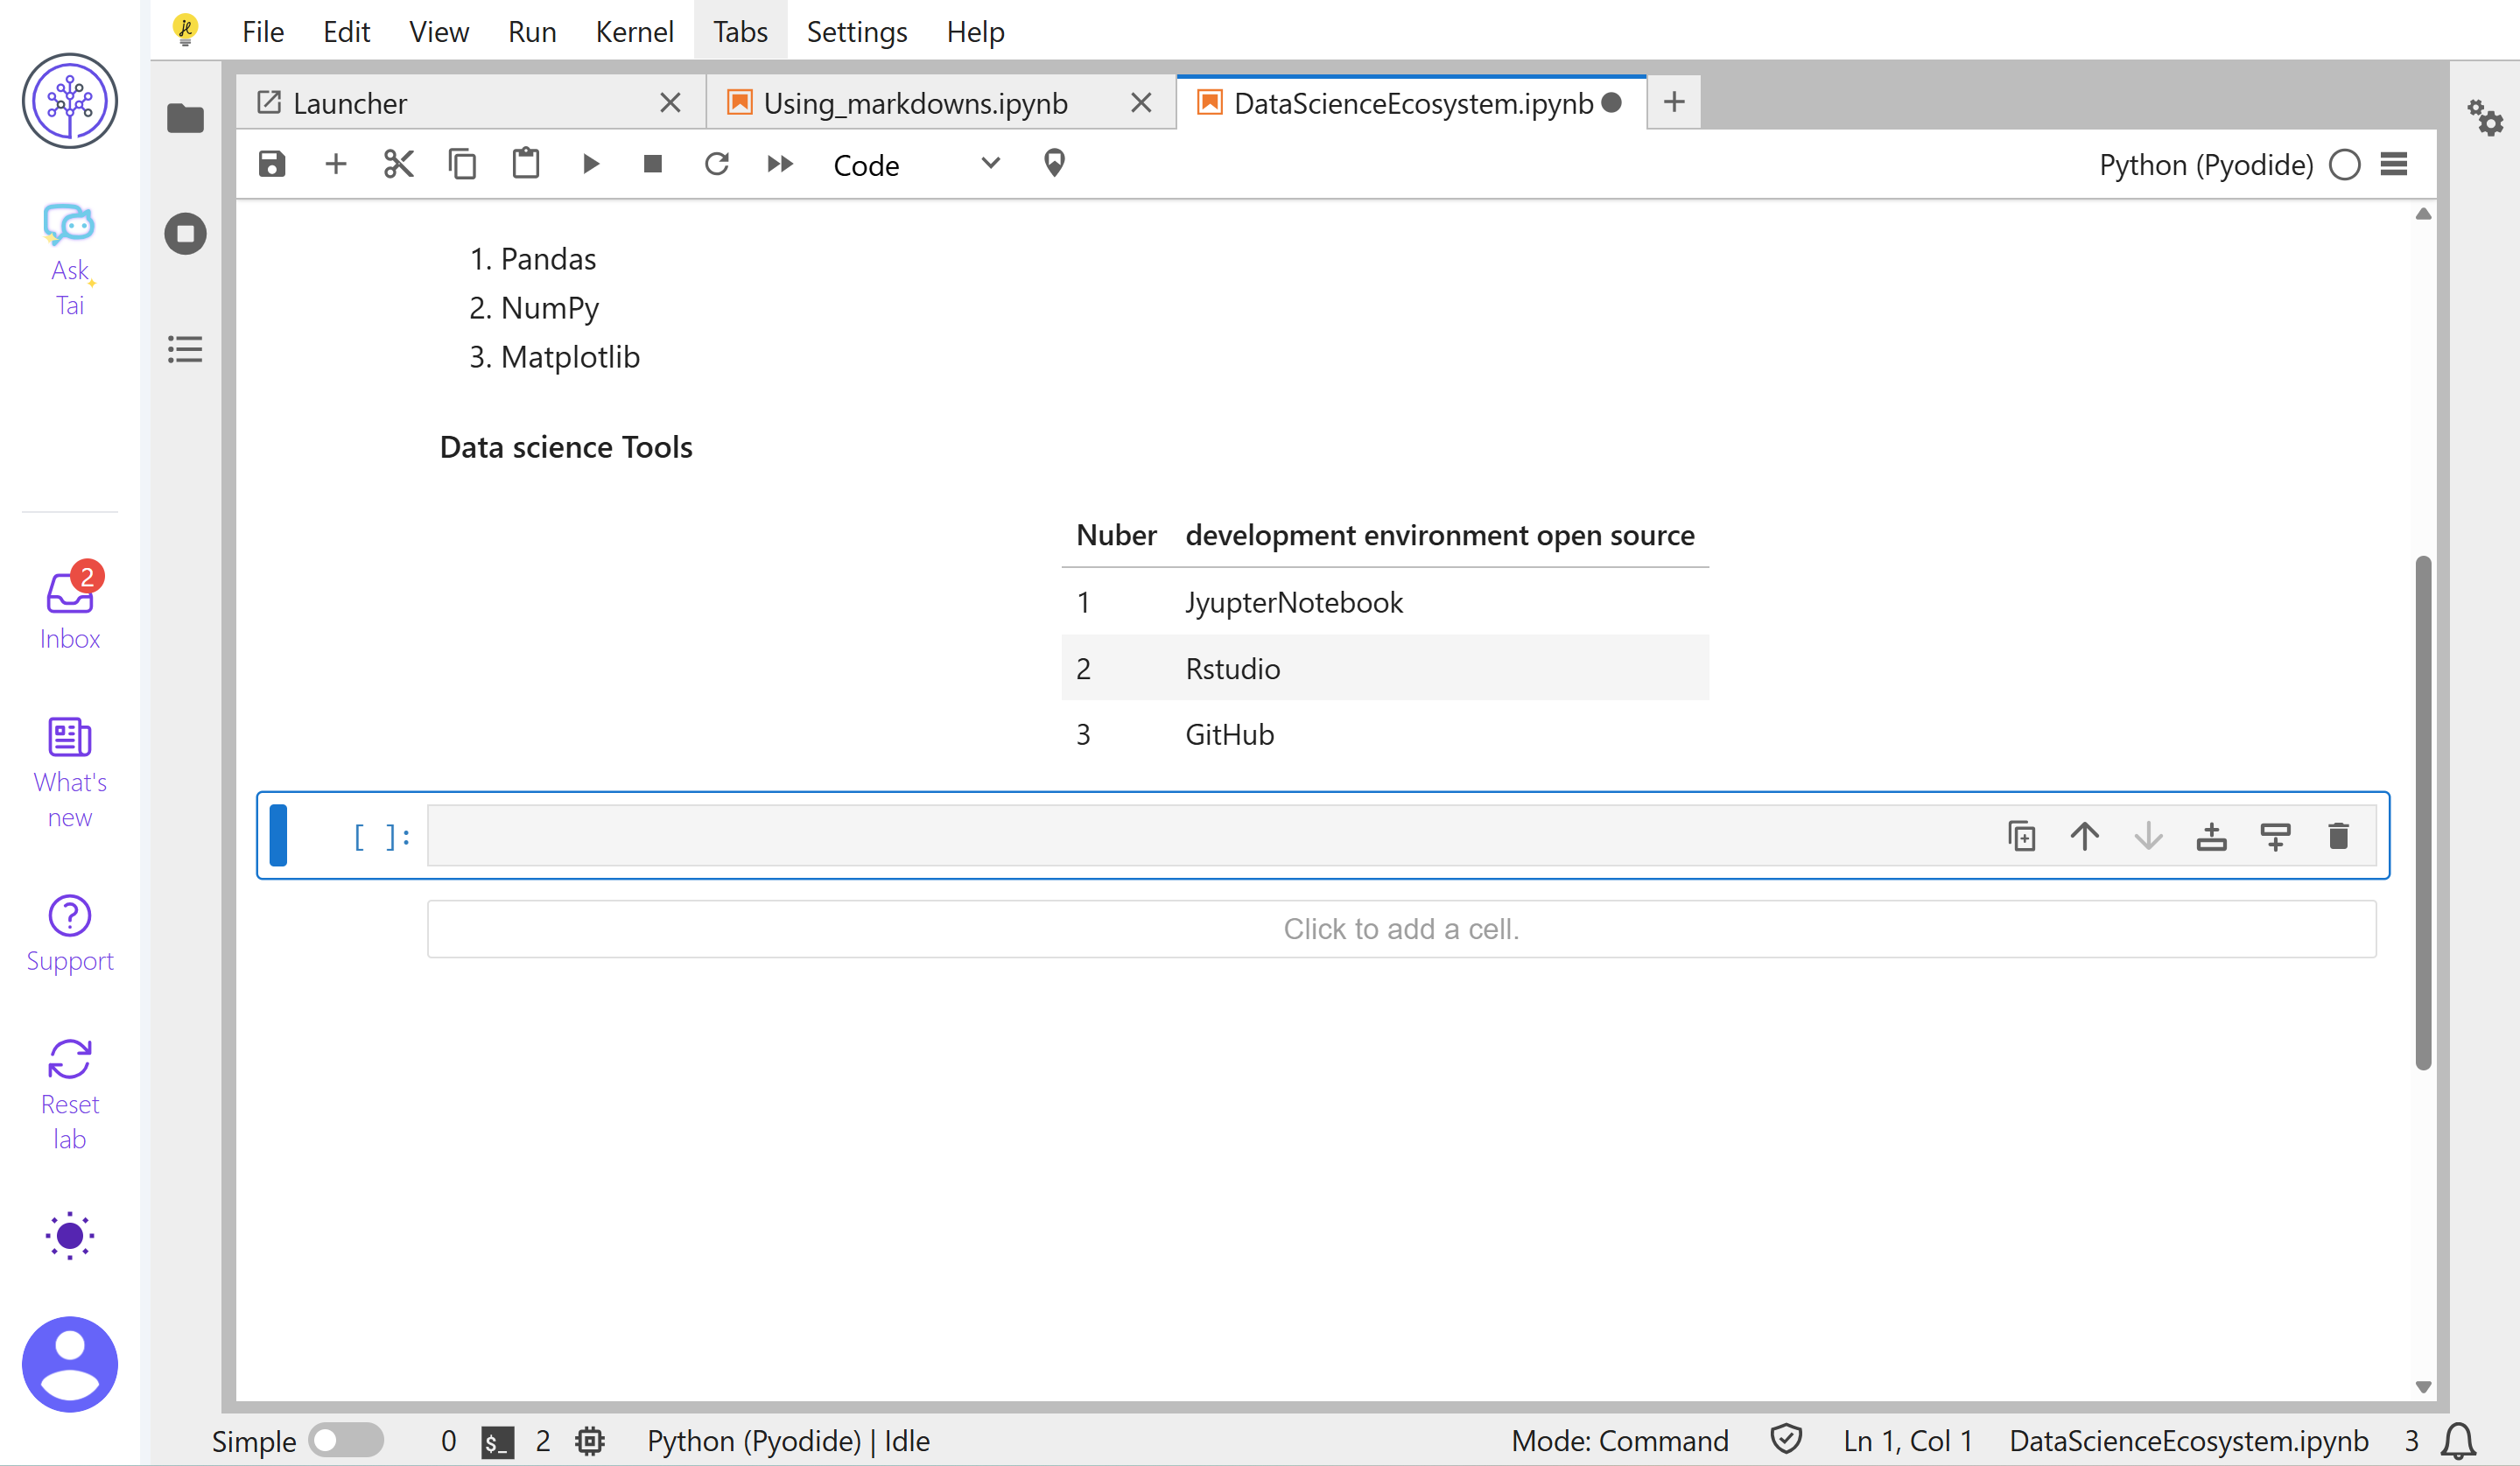 File Edit View Run Kernel Tabs Settings Help
Launcher
Using_markdowns.ipynb
DataScienceEcosystem.ipynb
Code
Python (Pyodide)
Ask
Tai
1. Pandas
2. NumPy
3. Matplotlib
Data science Tools
Nuber development environment open source
1 JyupterNotebook
2 Rstudio
3 GitHub
2
Inbox
What's
new
[ ]:
Click to add a cell.
Support
Reset
lab
Simple 0 $_ 2 Python (Pyodide) | Idle Mode: Command Ln 1, Col 1 DataScienceEcosystem.ipynb 3